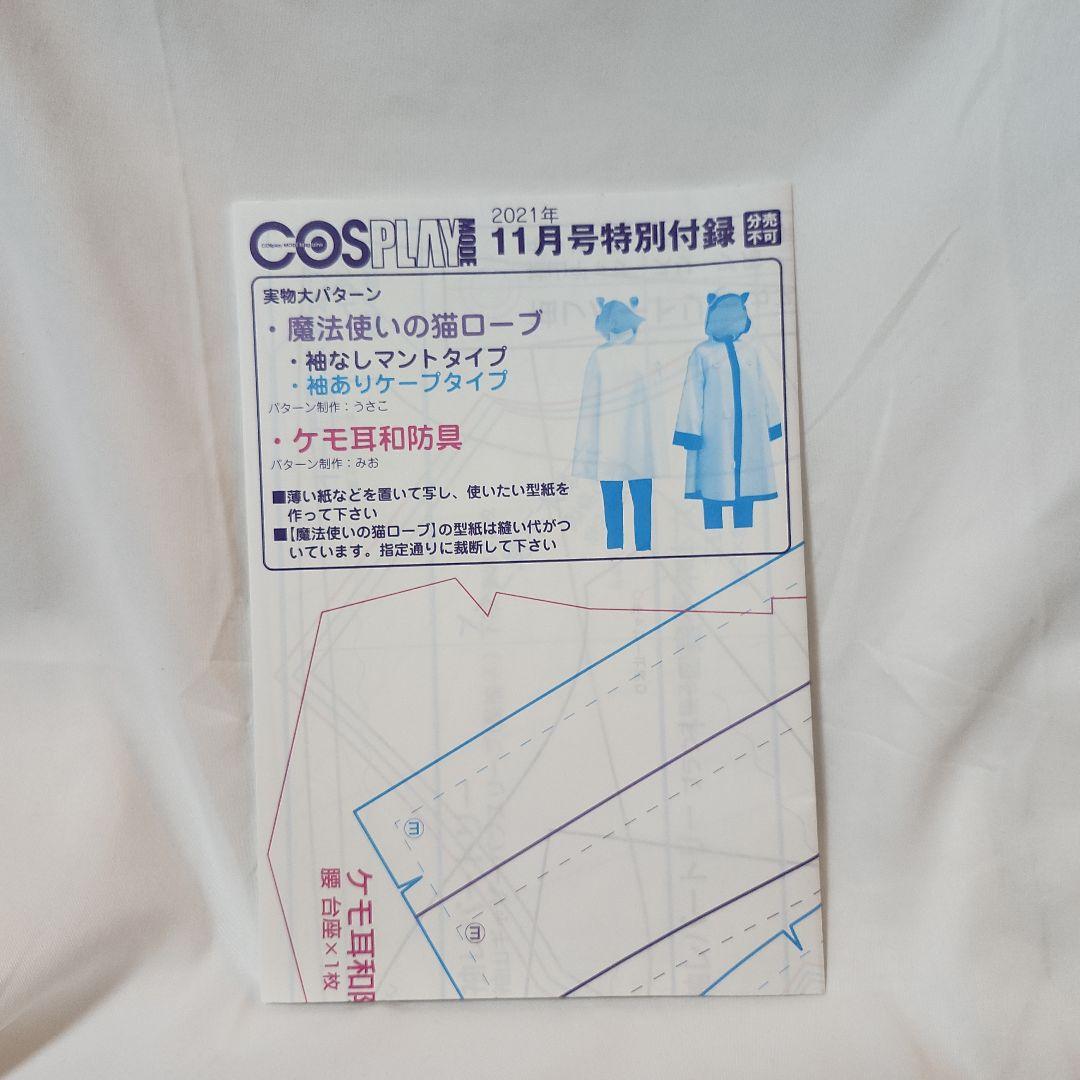 COSPLAY MODE
COSplay MODE Magazine
2021年
11月号特別付録
分売
不可
実物大パターン
・魔法使いの猫ローブ
・袖なしマントタイプ
・袖ありケープタイプ
パターン制作：うさこ
・ケモ耳和防具
パターン制作：みお
■薄い紙などを置いて写し、使いたい型紙を
作って下さい
■【魔法使いの猫ローブ】の型紙は縫い代がつ
いています。指定通りに裁断して下さい
m
m
ケモ耳和防
腰 台座×1枚